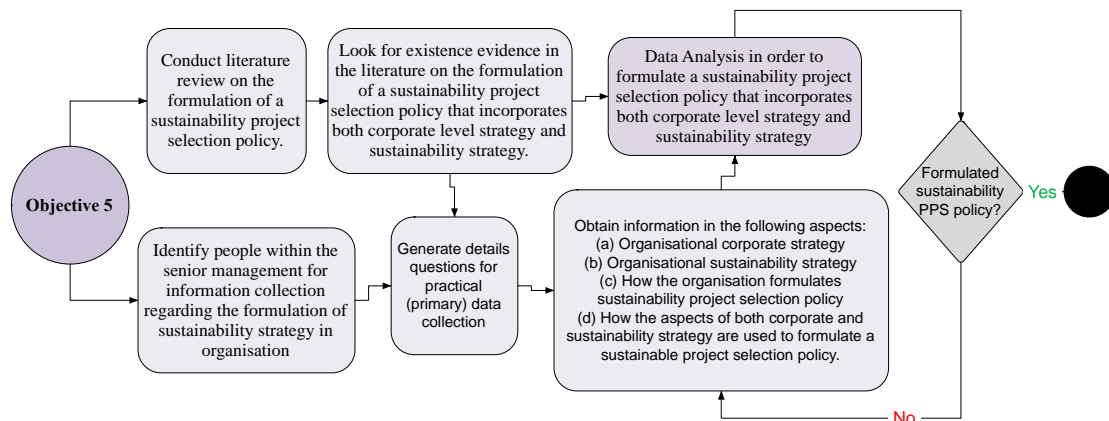 Objective 5
Conduct literature
review on the
formulation of a
sustainability project
selection policy.
Look for existence evidence in
the literature on the formulation
of a sustainability project
selection policy that incorporates
both corporate level strategy and
sustainability strategy.
Data Analysis in order to
formulate a sustainability project
selection policy that incorporates
both corporate level strategy and
sustainability strategy
Identify people within the
senior management for
information collection
regarding the formulation of
sustainability strategy in
organisation
Generate details
questions for
practical
(primary) data
collection
Obtain information in the following aspects:
(a) Organisational corporate strategy
(b) Organisational sustainability strategy
(c) How the organisation formulates
sustainability project selection policy
(d) How the aspects of both corporate and
sustainability strategy are used to formulate a
sustainable project selection policy.
Formulated
sustainability
PPS policy?
Yes
No